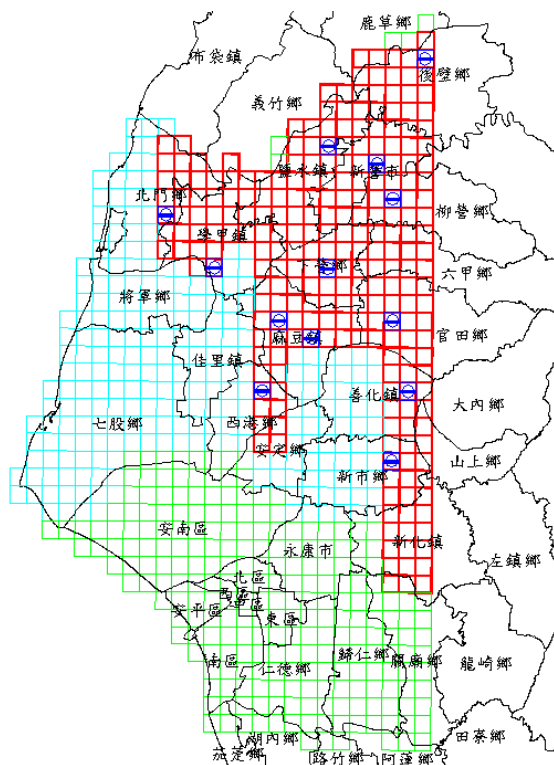 鹿草鄉
布袋鎮
後壁鄉
義竹鄉
鹽水鎮
新營市
北門鄉
柳營鄉
學甲鎮
下營鄉
六甲鄉
將軍鄉
麻豆鎮
官田鄉
佳里鎮
善化鎮
大內鄉
七股鄉
西港鄉
安定鄉
山上鄉
新市鄉
安南區
永康市
新化鎮
左鎮鄉
北區
西區
中區
安平區
東區
南區
仁德鄉
歸仁鄉
關廟鄉
龍崎鄉
湖內鄉
田寮鄉
茄萣鄉
路竹鄉
阿蓮鄉